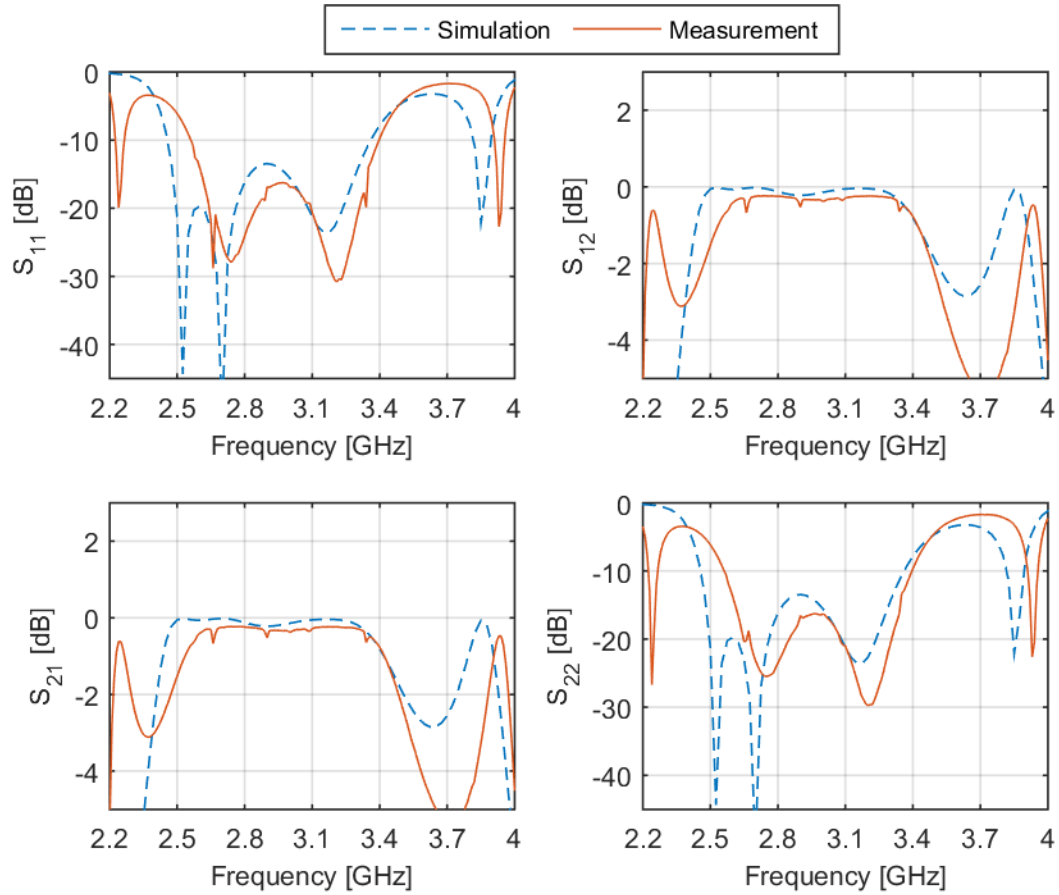 Simulation Measurement
0
-10
-20
-30
-40
S11 [dB]
2.2 2.5 2.8 3.1 3.4 3.7 4
Frequency [GHz]
2
0
-2
-4
S12 [dB]
2.2 2.5 2.8 3.1 3.4 3.7 4
Frequency [GHz]
2
0
-2
-4
S21 [dB]
2.2 2.5 2.8 3.1 3.4 3.7 4
Frequency [GHz]
0
-10
-20
-30
-40
S22 [dB]
2.2 2.5 2.8 3.1 3.4 3.7 4
Frequency [GHz]